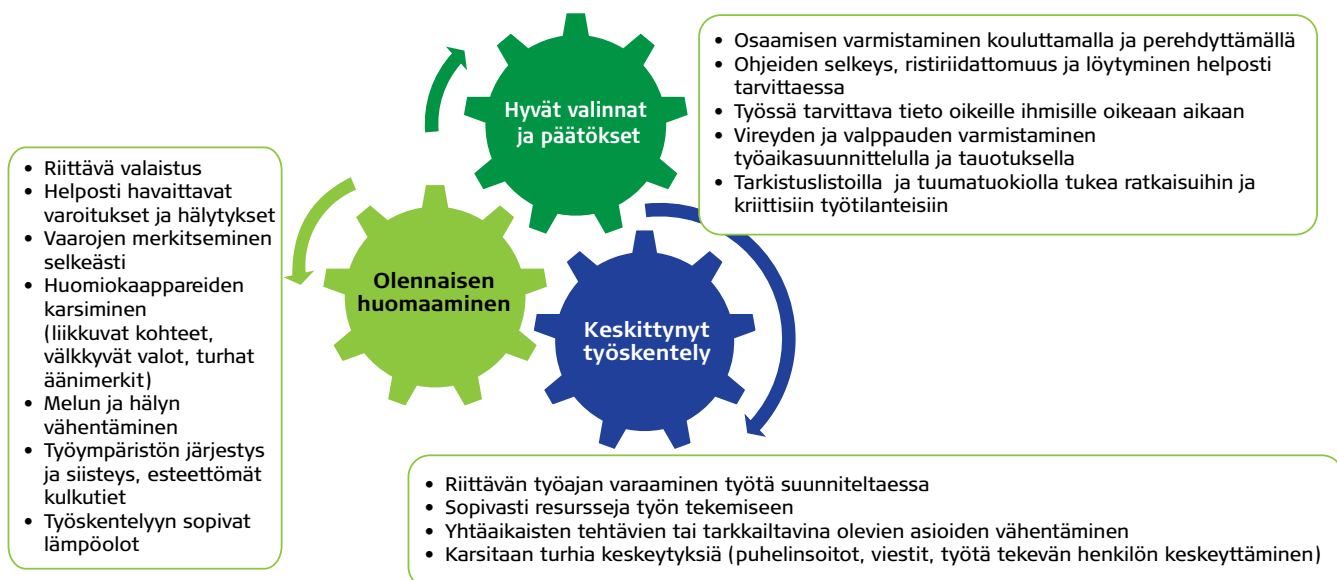 Hyvät valinnat
ja päätökset
• Osaamisen varmistaminen kouluttamalla ja perehdyttämällä
• Ohjeiden selkeys, ristiriidattomuus ja löytyminen helposti
tarvittaessa
• Työssä tarvittava tieto oikeille ihmisille oikeaan aikaan
• Vireyden ja valppauden varmistaminen
työaikasuunnittelulla ja tauotuksella
• Tarkistuslistoilla ja tuumatuokiolla tukea ratkaisuihin ja
kriittisiin työtilanteisiin
Olennaisen
huomaaminen
• Riittävä valaistus
• Helposti havaittavat
varoitukset ja hälytykset
• Vaarojen merkitseminen
selkeästi
• Huomiokaappareiden
karsiminen
(liikkuvat kohteet,
välkkyvät valot, turhat
äänimerkit)
• Melun ja hälyn
vähentäminen
• Työympäristön järjestys
ja siisteys, esteettömät
kulkutiet
• Työskentelyyn sopivat
lämpöolot
Keskittynyt
työskentely
• Riittävän työajan varaaminen työtä suunniteltaessa
• Sopivasti resursseja työn tekemiseen
• Yhtäaikaisten tehtävien tai tarkkailtavina olevien asioiden vähentäminen
• Karsitaan turhia keskeytyksiä (puhelinsoitot, viestit, työtä tekevän henkilön keskeyttäminen)